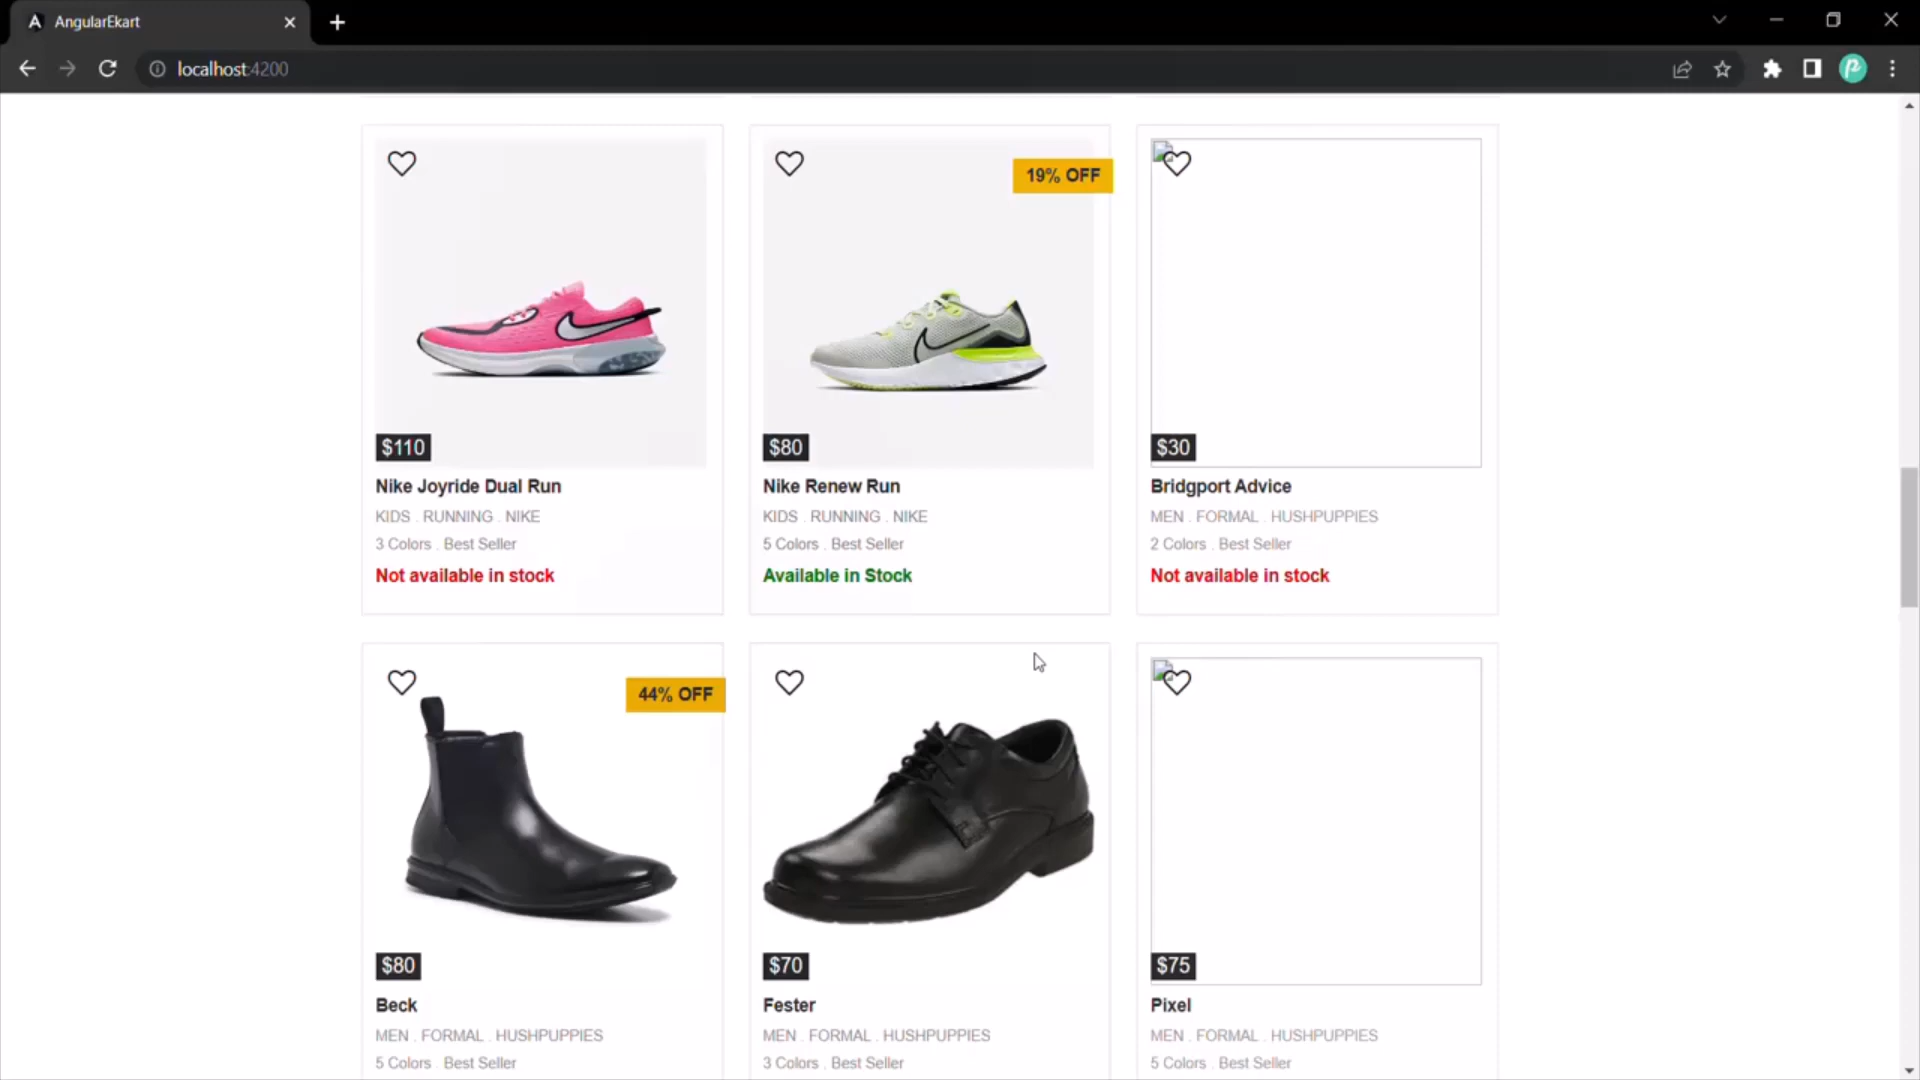 AngularEkart
localhost:4200
19% OFF
$110
$80
$30
Nike Joyride Dual Run
Nike Renew Run
Bridgport Advice
KIDS . RUNNING . NIKE
KIDS . RUNNING . NIKE
MEN . FORMAL . HUSHPUPPIES
3 Colors . Best Seller
5 Colors . Best Seller
2 Colors . Best Seller
Not available in stock
Available in Stock
Not available in stock
44% OFF
$80
$70
$75
Beck
Fester
Pixel
MEN . FORMAL . HUSHPUPPIES
MEN . FORMAL . HUSHPUPPIES
MEN . FORMAL . HUSHPUPPIES
5 Colors . Best Seller
3 Colors . Best Seller
5 Colors . Best Seller